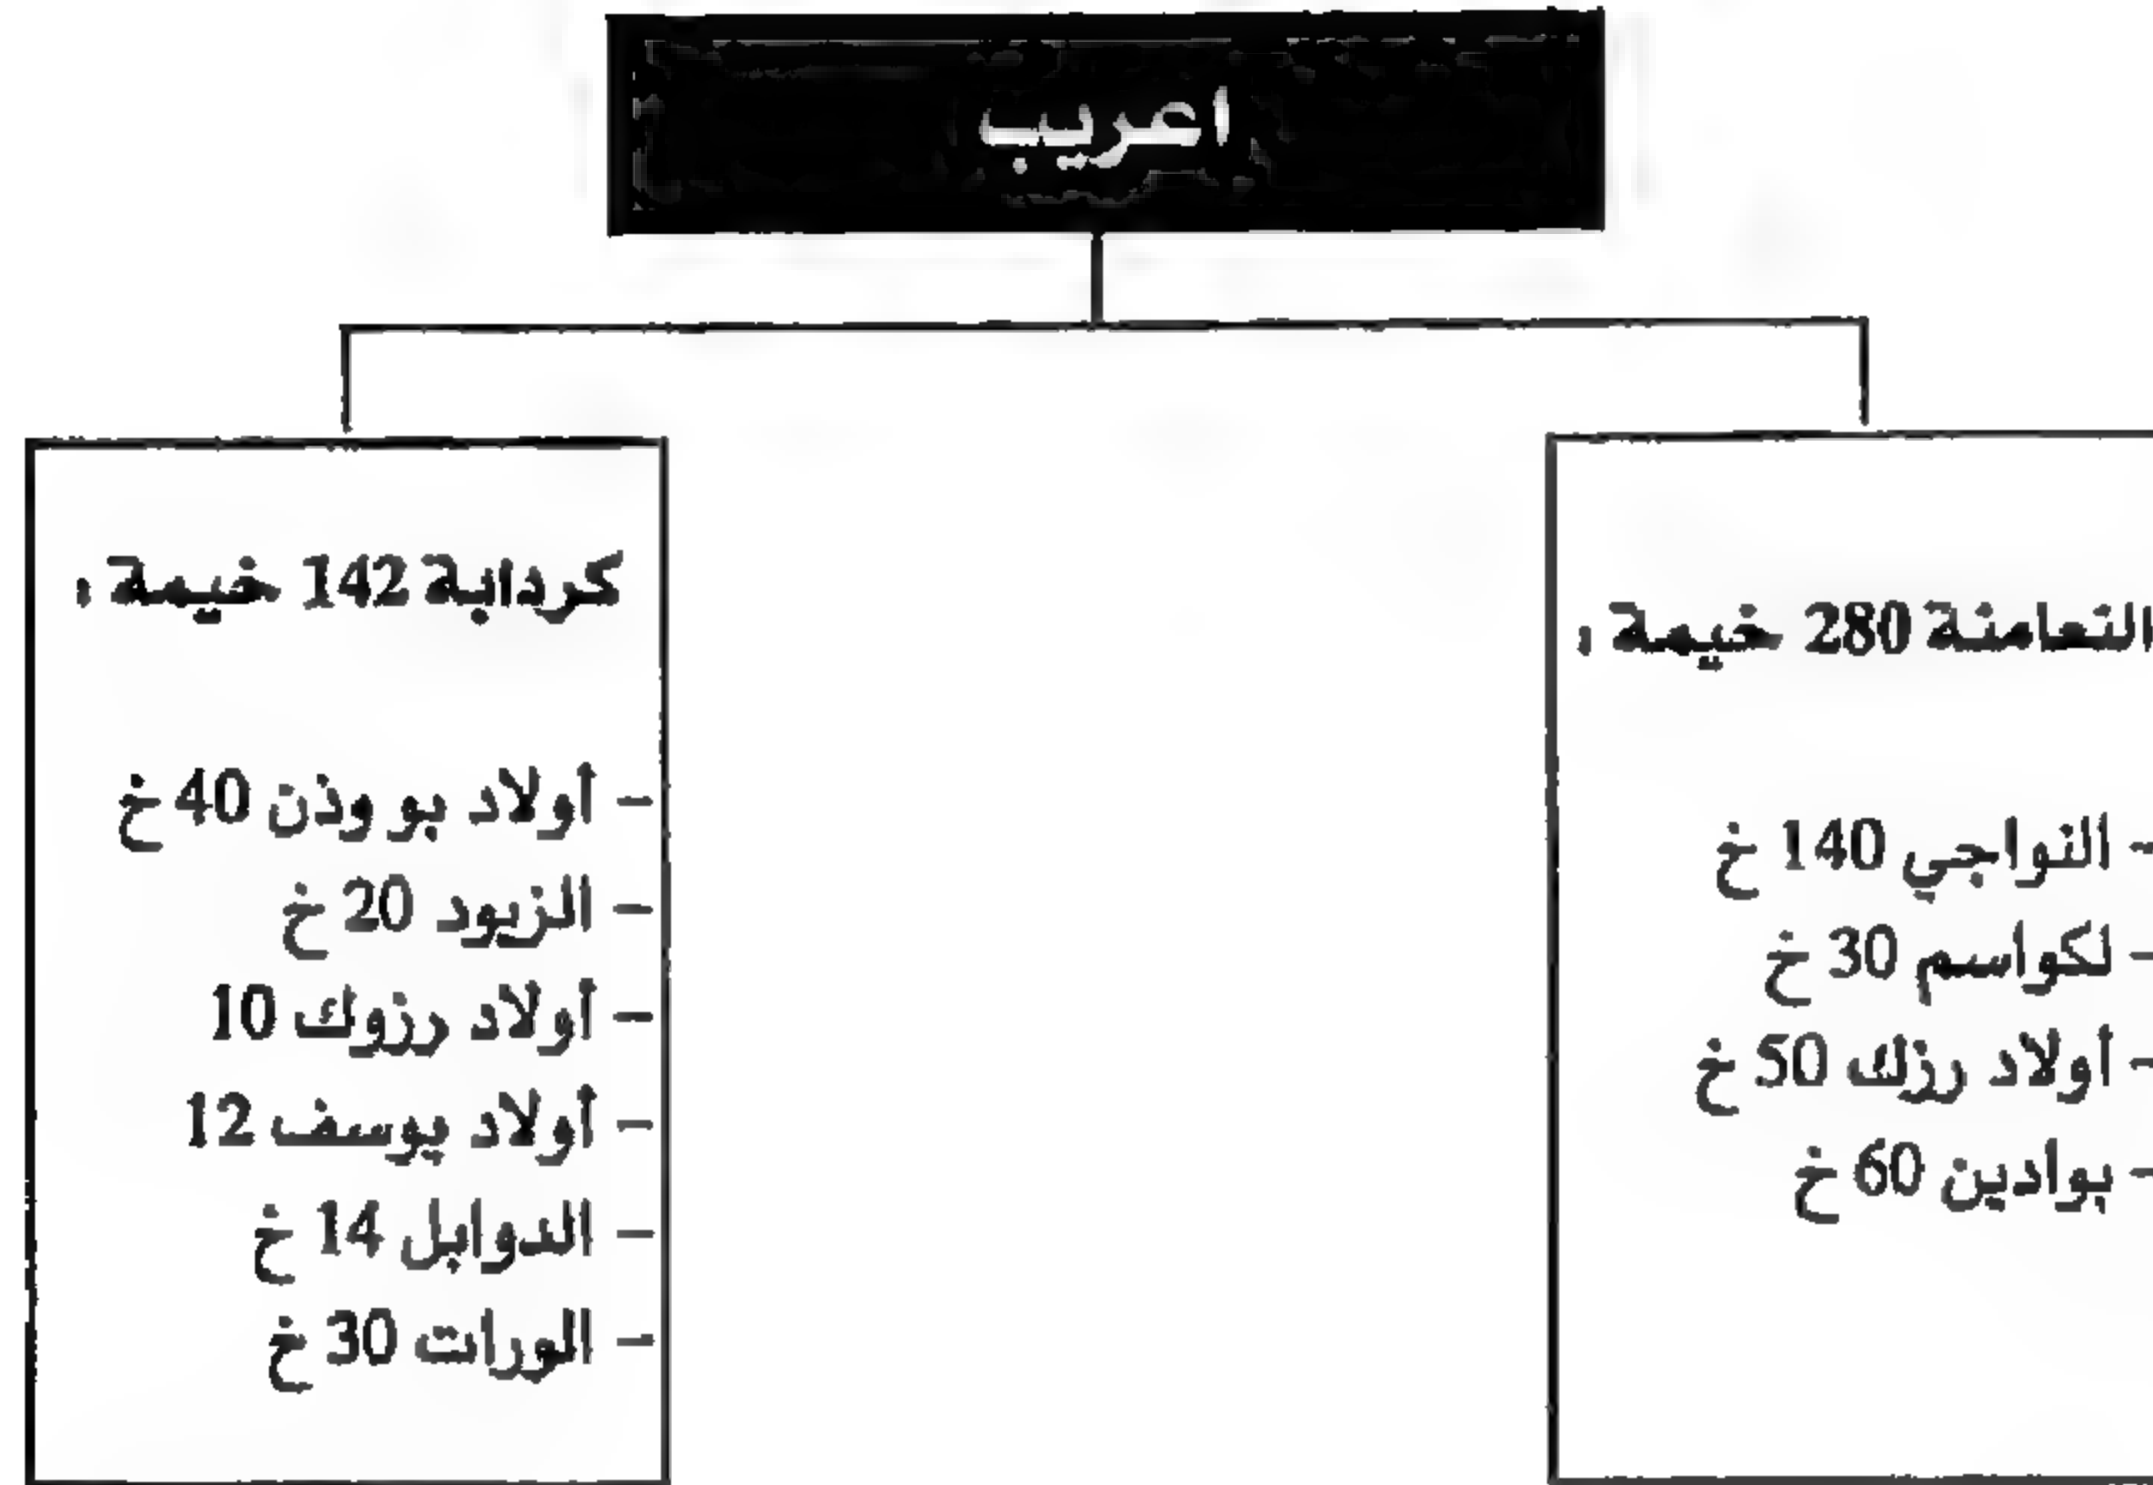 اعريب
التعامنة 280 خيمة :
- النواجي 140 خ
- لكواسم 30 خ
- أولاد رزك 50 خ
- بوادين 60 خ
كردابة 142 خيمة :
- أولاد بو وذن 40 خ
- الزبود 20 خ
- أولاد رزوك 10
- أولاد يوسف 12
- الدوابل 14 خ
- الورات 30 خ